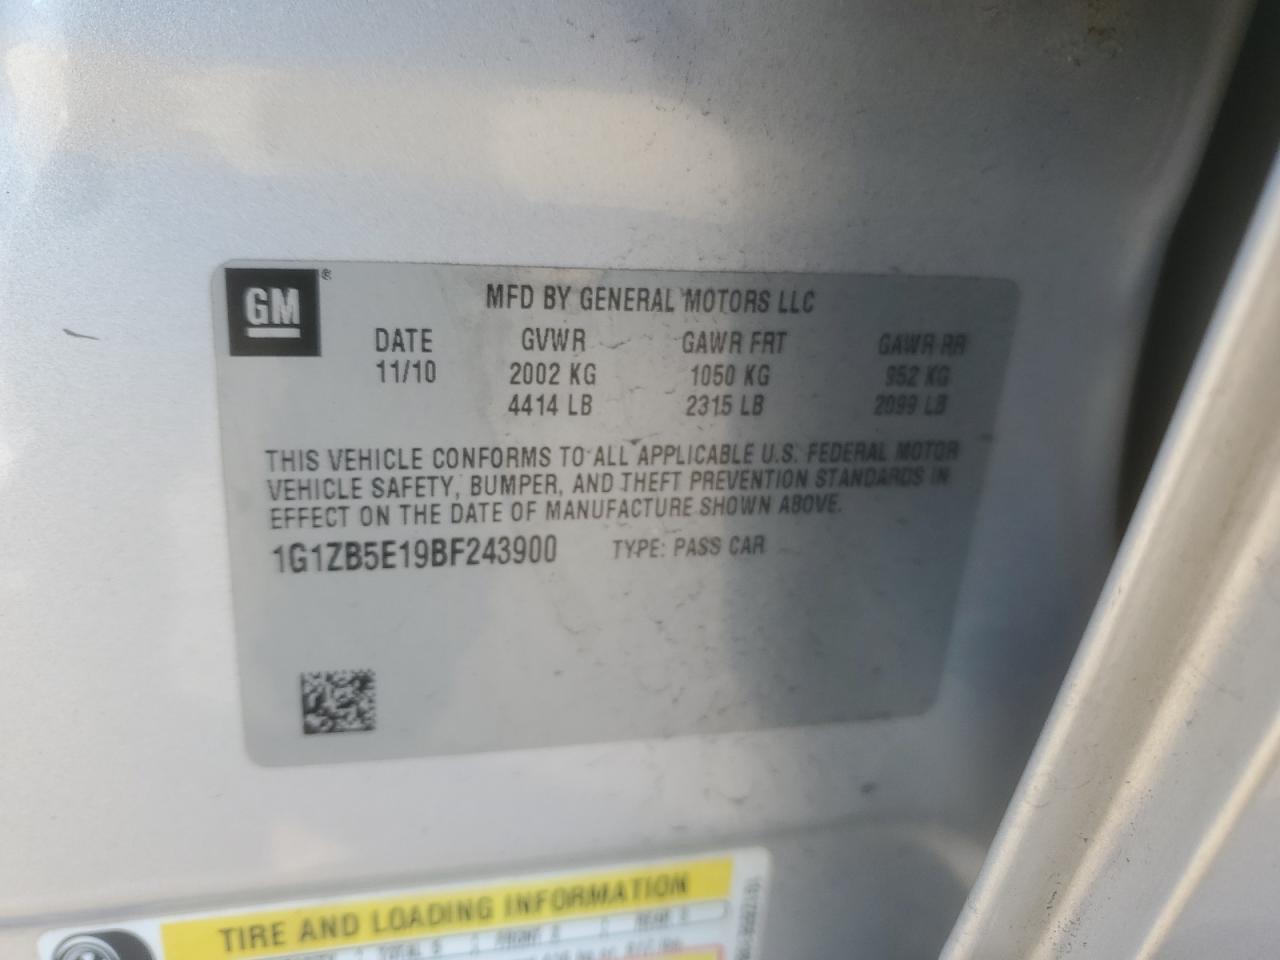 GM ®
MFD BY GENERAL MOTORS LLC
DATE GVWR GAWR FRT GAWR RR
11/10 2002 KG 1050 KG 952 KG
4414 LB 2315 LB 2099 LB
THIS VEHICLE CONFORMS TO ALL APPLICABLE U.S. FEDERAL MOTOR
VEHICLE SAFETY, BUMPER, AND THEFT PREVENTION STANDARDS IN
EFFECT ON THE DATE OF MANUFACTURE SHOWN ABOVE.
1G1ZB5E19BF243900 TYPE: PASS CAR
TIRE AND LOADING INFORMATION